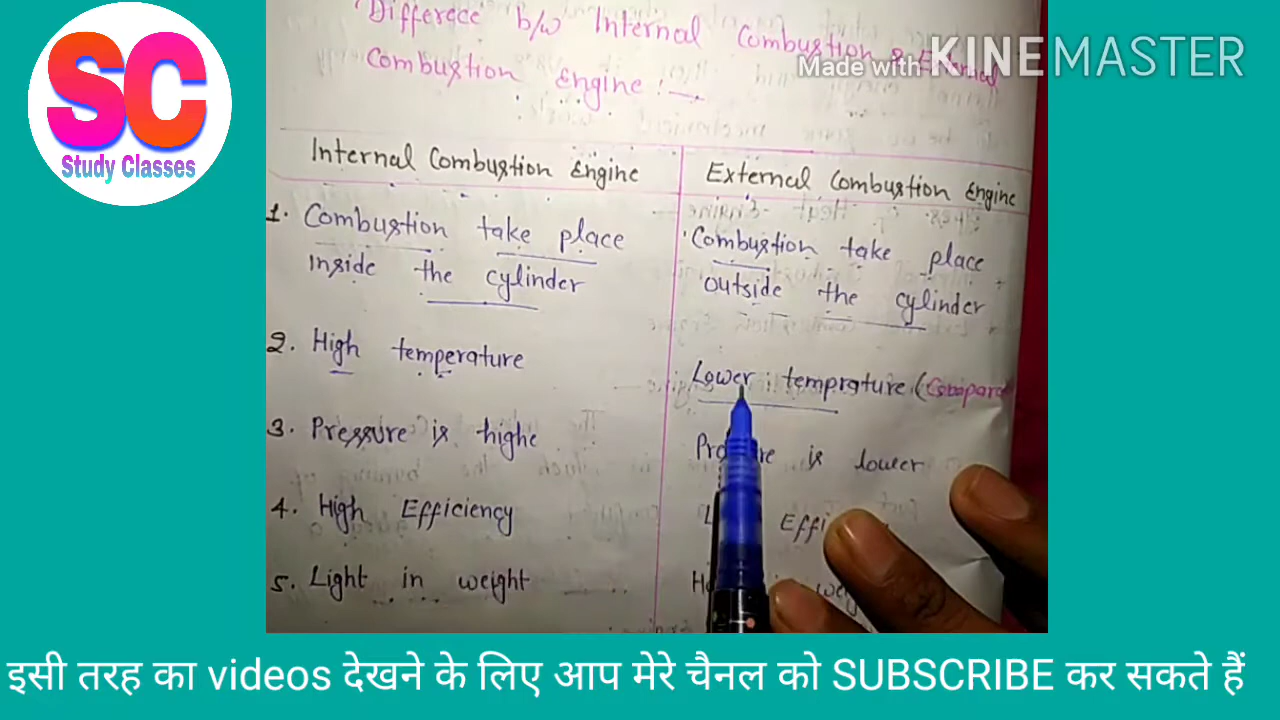 SC
Study Classes
Made with KINEMASTER
Differece b/w Internal Combustion & External
Combustion Engine :—
Internal Combustion Engine
External Combustion Engine
1. Combustion take place
inside the cylinder
Combustion take place
outside the cylinder
2. High temperature
Lower temprature (
3. Pressure is highe
is lower
4. High Efficiency
5. Light in weight
in
इसी तरह का videos देखने के लिए आप मेरे चैनल को SUBSCRIBE कर सकते हैं